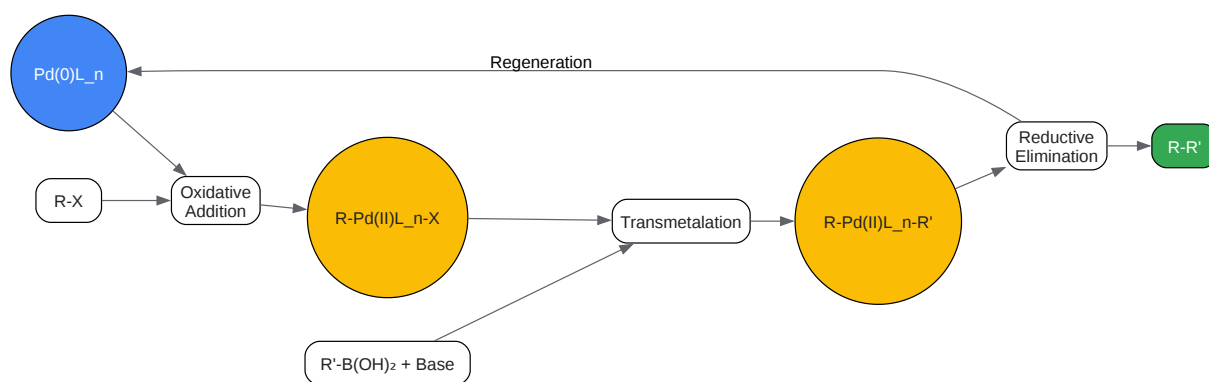 Pd(0)L_n
Regeneration
Reductive
Elimination
R-R'
R-X
Oxidative
Addition
R-Pd(II)L_n-X
Transmetalation
R-Pd(II)L_n-R'
R'-B(OH)₂ + Base